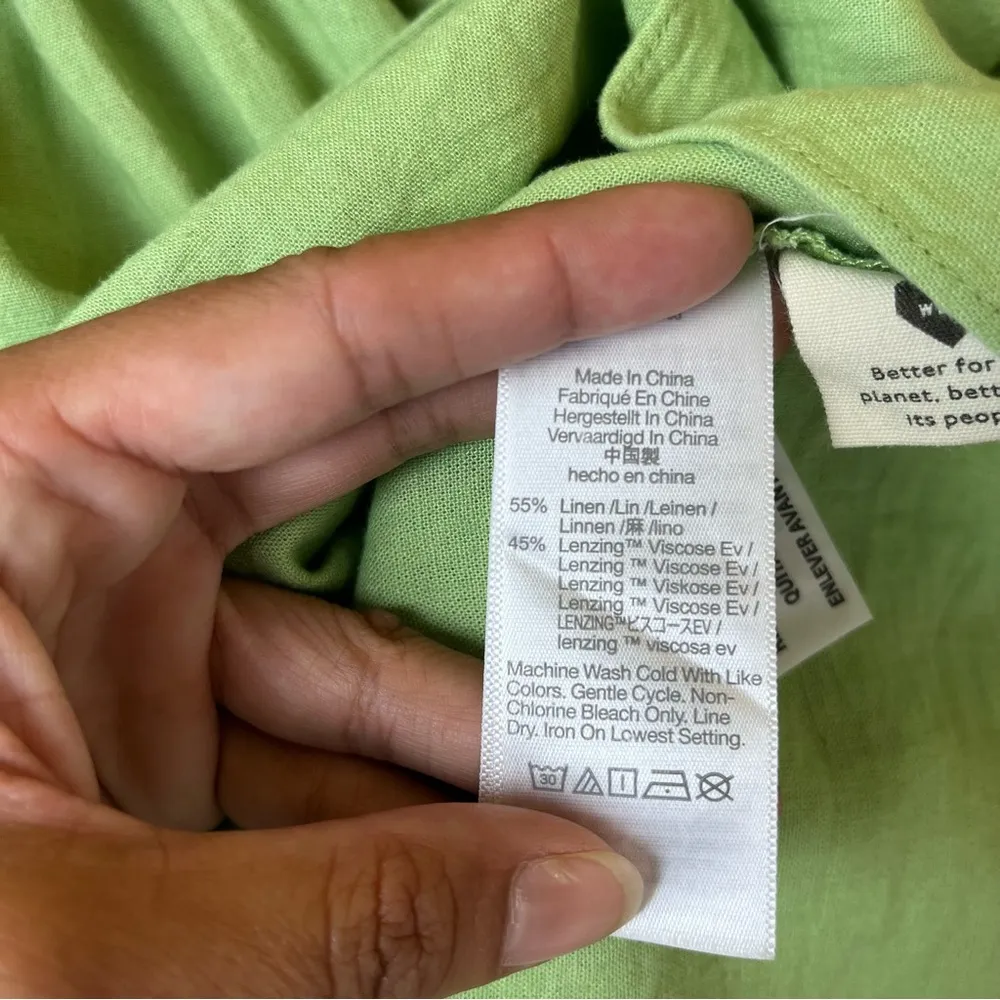 Made In China
Fabriqué En Chine
Hergestellt In China
Vervaardigd In China
中国製
hecho en china
55% Linen /Lin /Leinen /
Linnen /麻 /lino
45% Lenzing™ Viscose Ev /
Lenzing ™ Viscose Ev /
Lenzing ™ Viskose Ev /
Lenzing ™ Viscose Ev /
LENZING™ビスコースEV /
lenzing ™ viscosa ev
Machine Wash Cold With Like
Colors. Gentle Cycle. Non-
Chlorine Bleach Only. Line
Dry. Iron On Lowest Setting.
30
Better for
planet, bett
its peop
ENLEVER AVAN